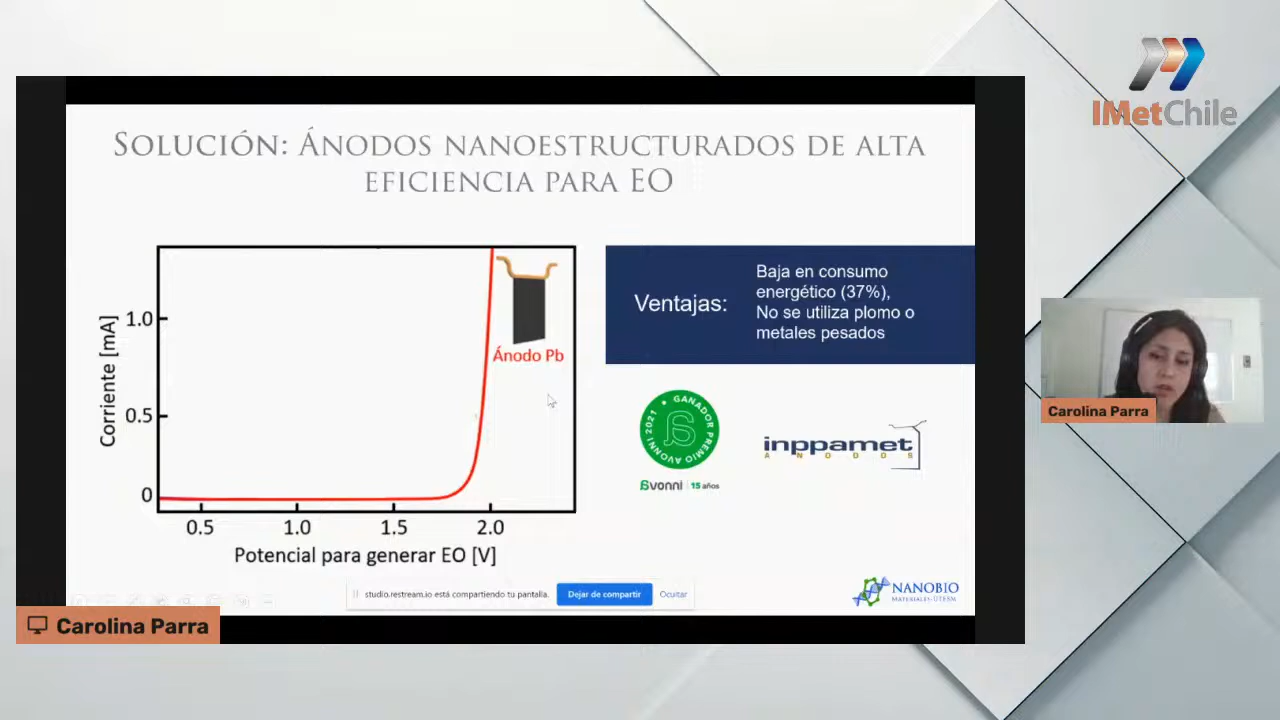 IMetChile
SOLUCIÓN: ÁNODOS NANOESTRUCTURADOS DE ALTA
EFICIENCIA PARA EO
Corriente [mA]
1.0
0.5
0
0.5
1.0
1.5
2.0
Potencial para generar EO [V]
Ánodo Pb
Ventajas:
Baja en consumo
energético (37%),
No se utiliza plomo o
metales pesados
GANADOR PREMIO AVONNI 2021
avonni
15 años
inppamet
ANODOS
studio.restream.io está compartiendo tu pantalla.
Dejar de compartir
Ocultar
NANOBIO
MATERIALES-UTFSM
Carolina Parra
Carolina Parra